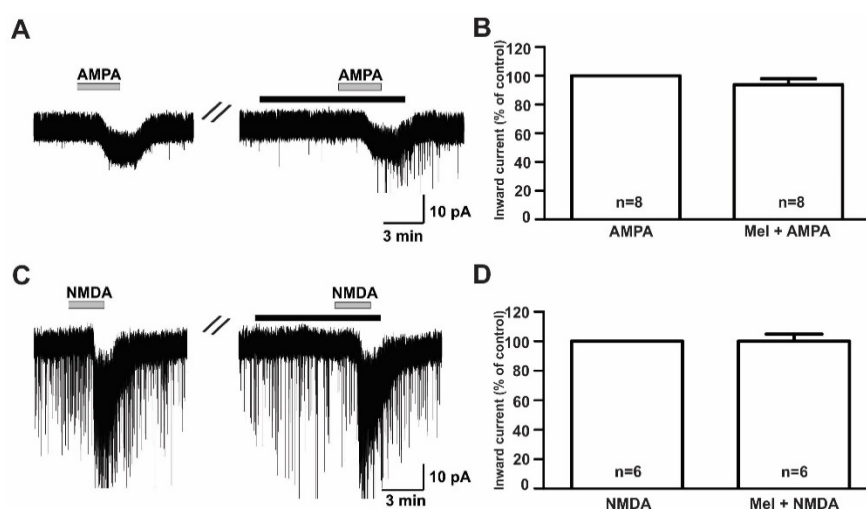 A
AMPA
AMPA
10 pA
3 min
B
Inward current (% of control)
120
100
80
60
40
20
0
n=8
n=8
AMPA
Mel + AMPA
C
NMDA
NMDA
10 pA
3 min
D
Inward current (% of control)
120
100
80
60
40
20
0
n=6
n=6
NMDA
Mel + NMDA